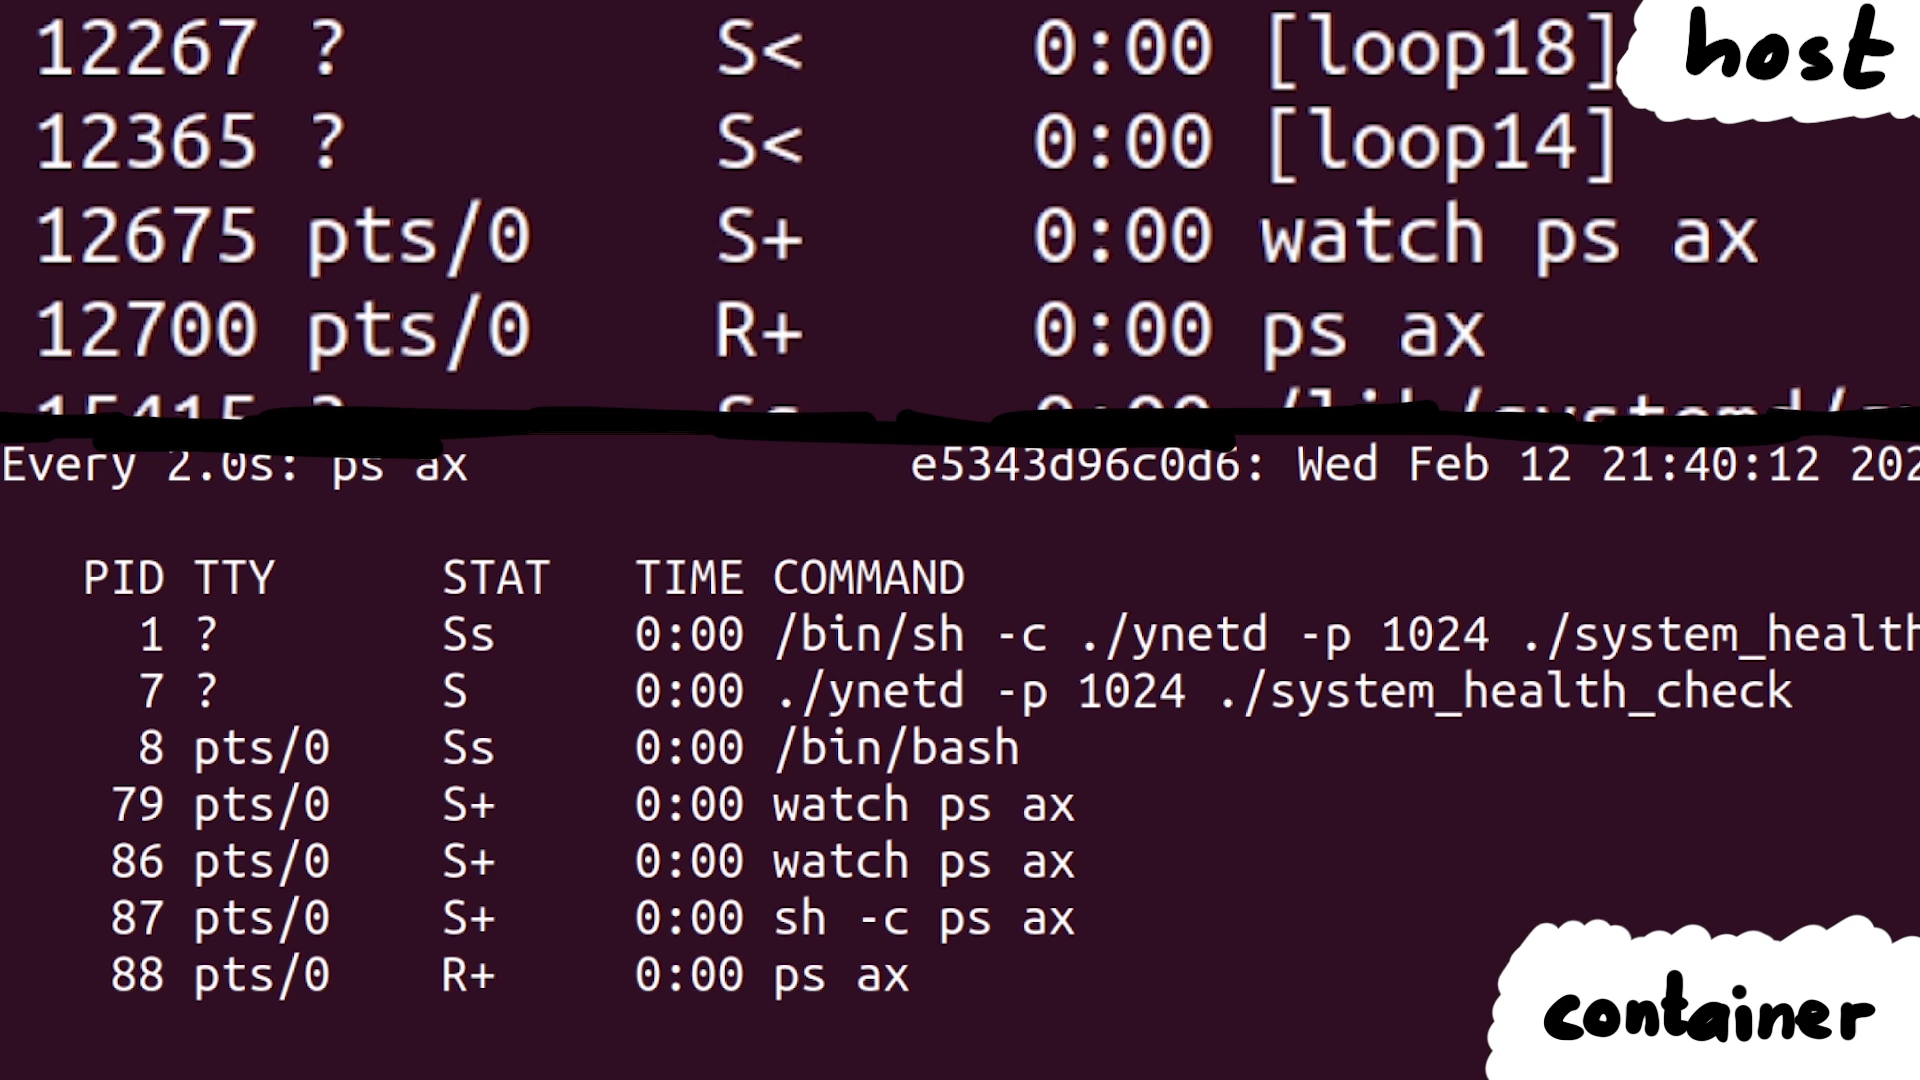 12267 ? S< 0:00 [loop18]
host
12365 ? S< 0:00 [loop14]
12675 pts/0 S+ 0:00 watch ps ax
12700 pts/0 R+ 0:00 ps ax
15415 ? 0:00
Every 2.0s: ps ax e5343d96c0d6: Wed Feb 12 21:40:12 202
PID TTY STAT TIME COMMAND
1 ? Ss 0:00 /bin/sh -c ./ynetd -p 1024 ./system_health
7 ? S 0:00 ./ynetd -p 1024 ./system_health_check
8 pts/0 Ss 0:00 /bin/bash
79 pts/0 S+ 0:00 watch ps ax
86 pts/0 S+ 0:00 watch ps ax
87 pts/0 S+ 0:00 sh -c ps ax
88 pts/0 R+ 0:00 ps ax
container